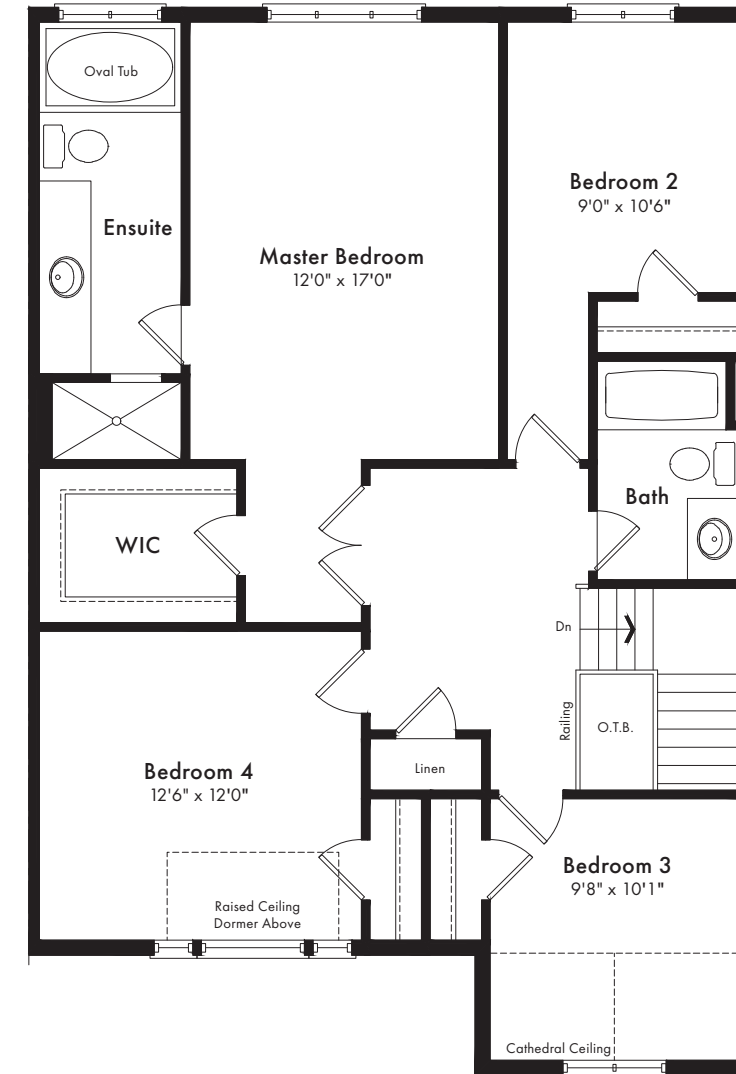 Oval Tub
Bedroom 2
9'0" x 10'6"
Ensuite
Master Bedroom
12'0" x 17'0"
Bath
WIC
Dn
Railing
O.T.B.
Linen
Bedroom 4
12'6" x 12'0"
Bedroom 3
9'8" x 10'1"
Raised Ceiling
Dormer Above
Cathedral Ceiling